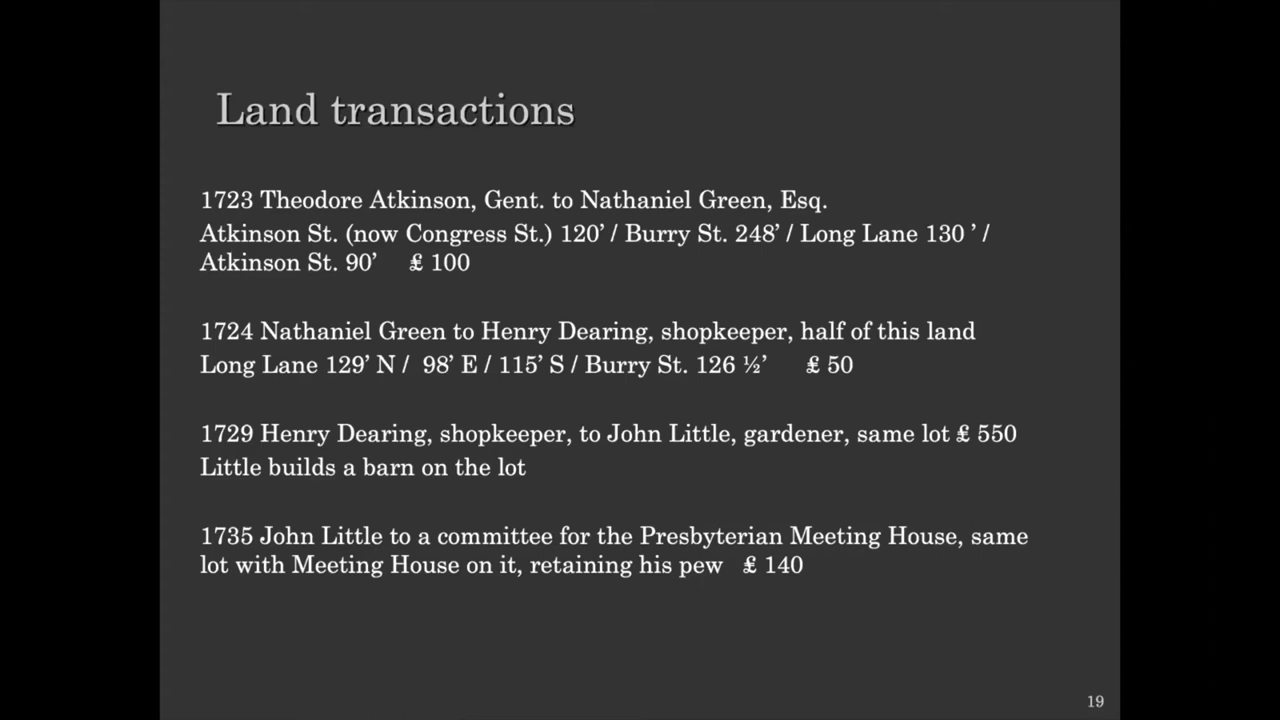 Land transactions
1723 Theodore Atkinson, Gent. to Nathaniel Green, Esq.
Atkinson St. (now Congress St.) 120’ / Burry St. 248’ / Long Lane 130 ’ /
Atkinson St. 90’ £ 100
1724 Nathaniel Green to Henry Dearing, shopkeeper, half of this land
Long Lane 129’ N / 98’ E / 115’ S / Burry St. 126 ½’ £ 50
1729 Henry Dearing, shopkeeper, to John Little, gardener, same lot £ 550
Little builds a barn on the lot
1735 John Little to a committee for the Presbyterian Meeting House, same
lot with Meeting House on it, retaining his pew £ 140
19